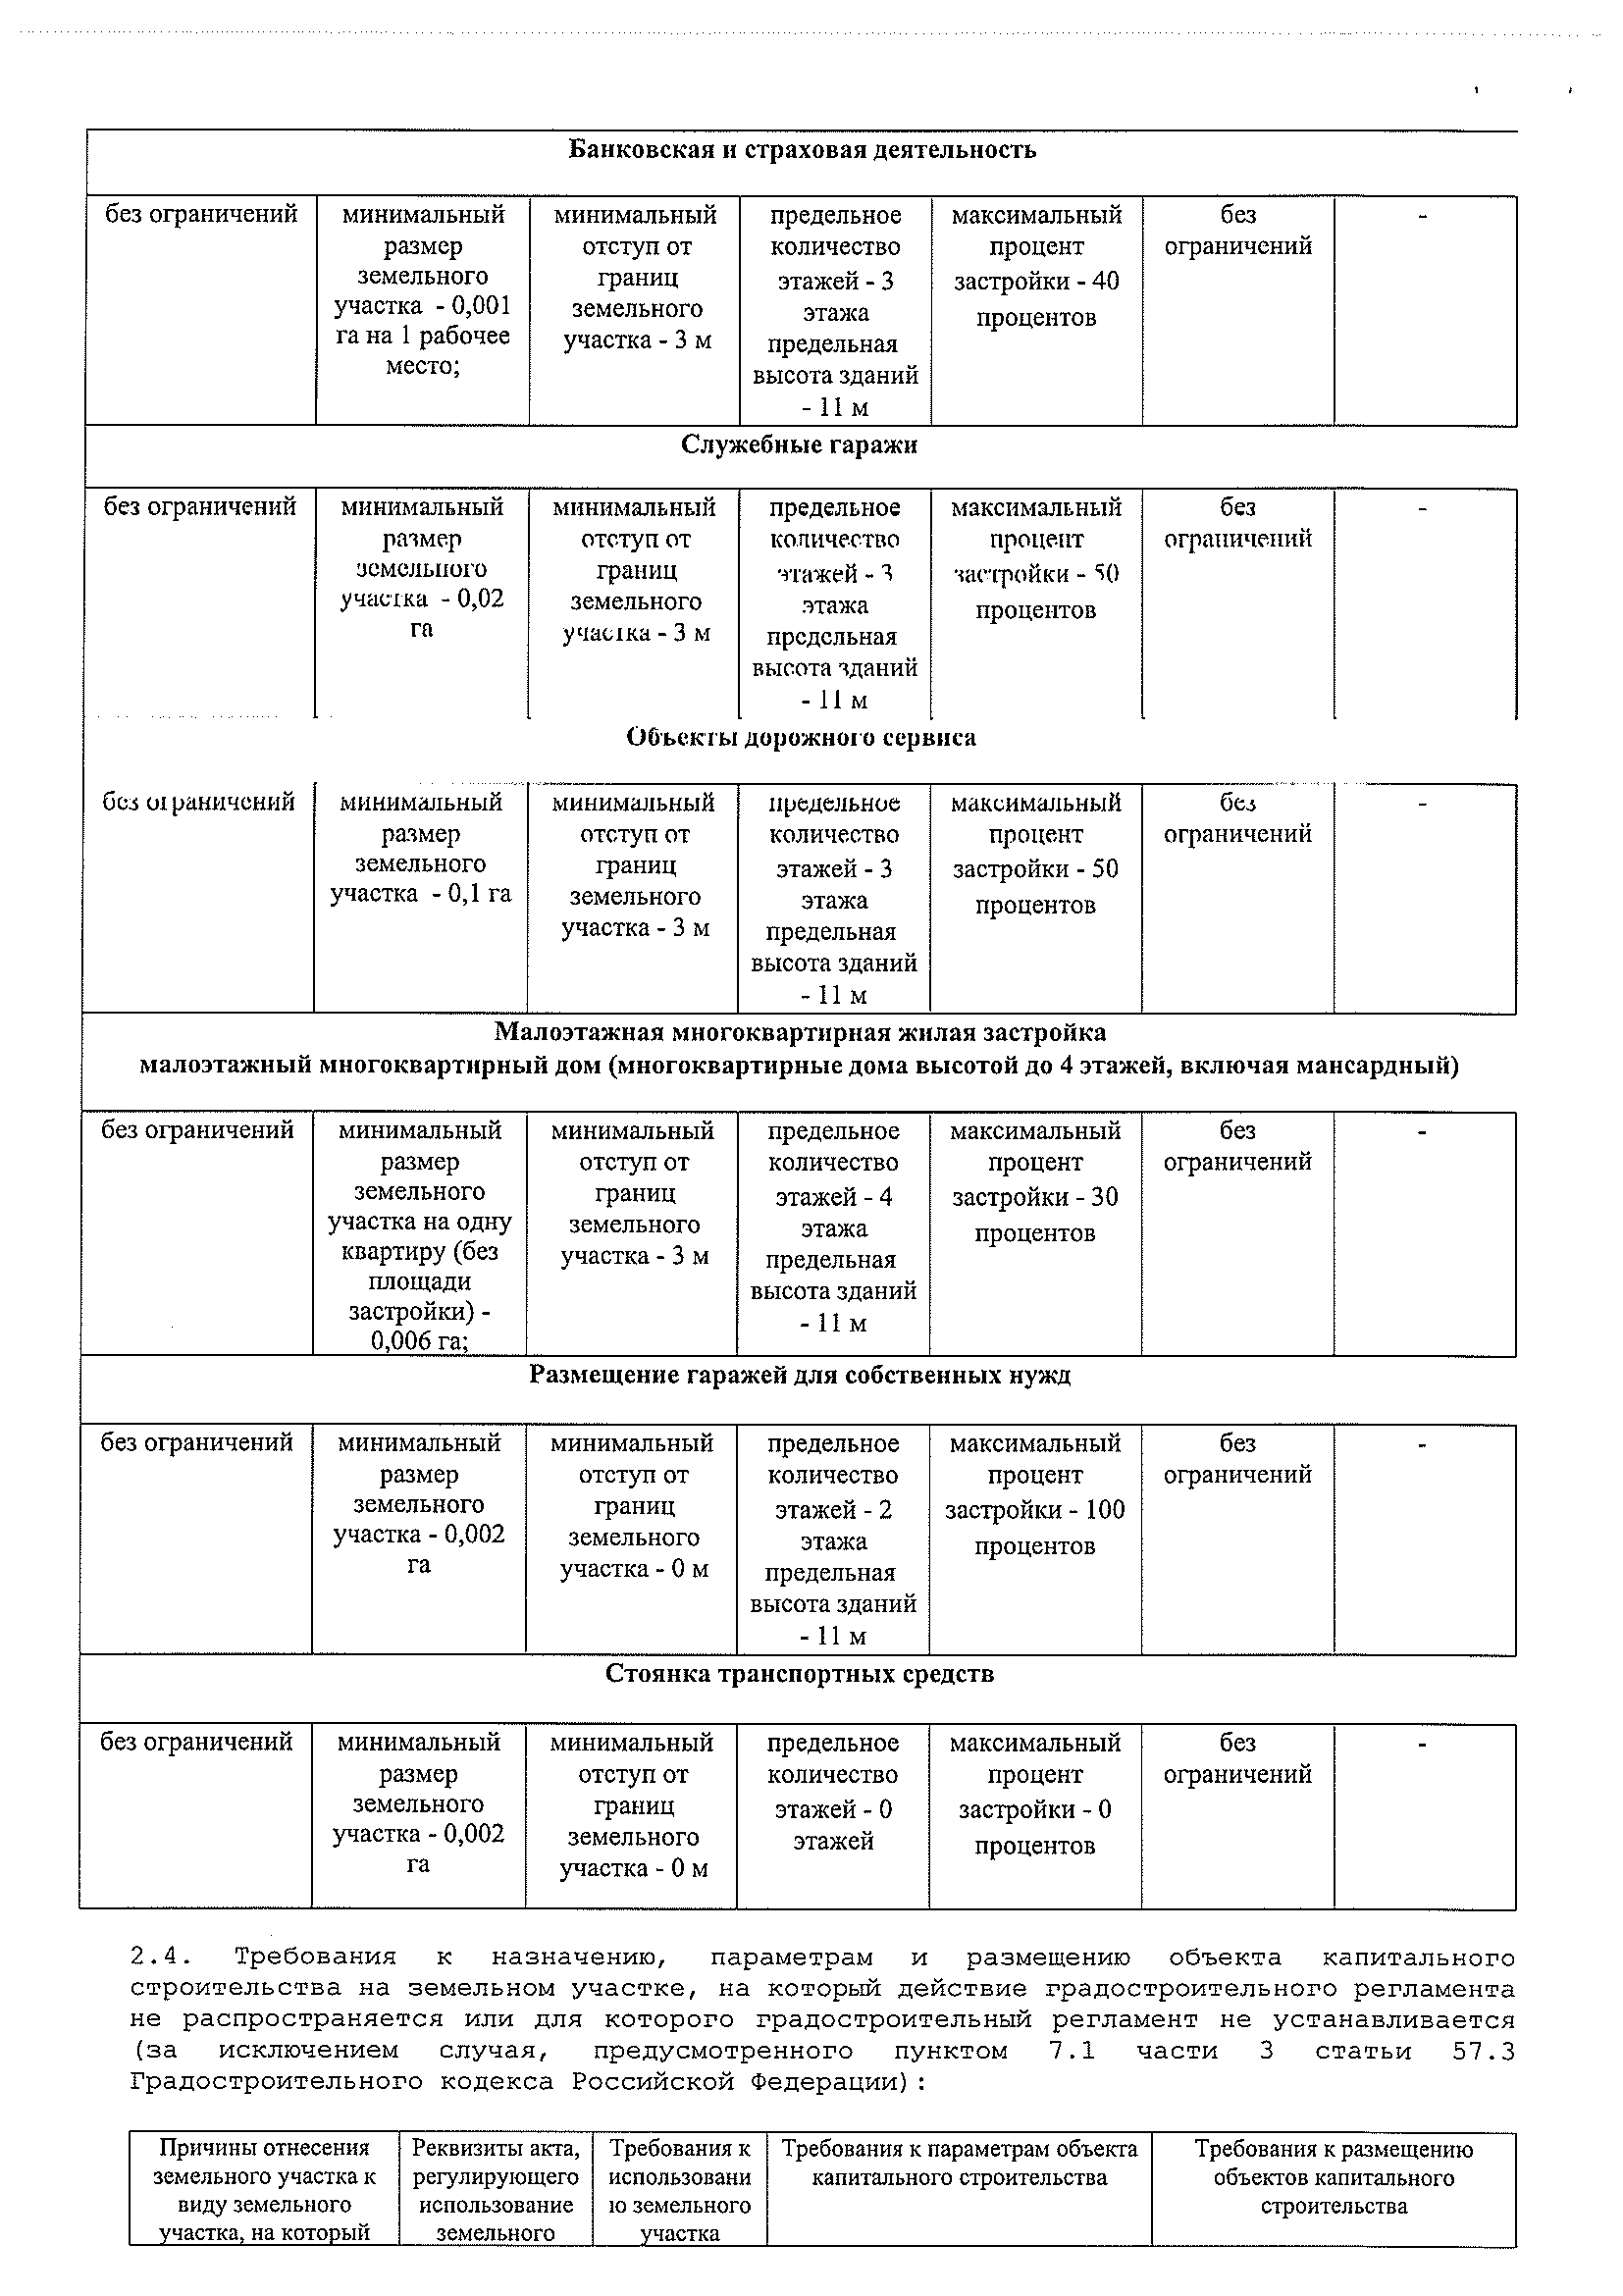 Банковская и страховая деятельность
без ограничений
минимальный
размер
земельного
участка - 0,001
га на 1 рабочее
место;
минимальный
отступ от
границ
земельного
участка - 3 м
предельное
количество
этажей - 3
этажа
предельная
высота зданий
- 11 м
максимальный
процент
застройки - 40
процентов
без
ограничений
-
Служебные гаражи
без ограничений
минимальный
размер
земельного
участка - 0,02
га
минимальный
отступ от
границ
земельного
участка - 3 м
предельное
количество
этажей - 3
этажа
предельная
высота зданий
- 11 м
максимальный
процент
застройки - 50
процентов
без
ограничений
-
Объекты дорожного сервиса
без ограничений
минимальный
размер
земельного
участка - 0,1 га
минимальный
отступ от
границ
земельного
участка - 3 м
предельное
количество
этажей - 3
этажа
предельная
высота зданий
- 11 м
максимальный
процент
застройки - 50
процентов
без
ограничений
-
Малоэтажная многоквартирная жилая застройка
малоэтажный многоквартирный дом (многоквартирные дома высотой до 4 этажей, включая мансардный)
без ограничений
минимальный
размер
земельного
участка на одну
квартиру (без
площади
застройки) -
0,006 га;
минимальный
отступ от
границ
земельного
участка - 3 м
предельное
количество
этажей - 4
этажа
предельная
высота зданий
- 11 м
максимальный
процент
застройки - 30
процентов
без
ограничений
-
Размещение гаражей для собственных нужд
без ограничений
минимальный
размер
земельного
участка - 0,002
га
минимальный
отступ от
границ
земельного
участка - 0 м
предельное
количество
этажей - 2
этажа
предельная
высота зданий
- 11 м
максимальный
процент
застройки - 100
процентов
без
ограничений
-
Стоянка транспортных средств
без ограничений
минимальный
размер
земельного
участка - 0,002
га
минимальный
отступ от
границ
земельного
участка - 0 м
предельное
количество
этажей - 0
этажей
максимальный
процент
застройки - 0
процентов
без
ограничений
-
2.4. Требования к назначению, параметрам и размещению объекта капитального
строительства на земельном участке, на который действие градостроительного регламента
не распространяется или для которого градостроительный регламент не устанавливается
(за исключением случая, предусмотренного пунктом 7.1 части 3 статьи 57.3
Градостроительного кодекса Российской Федерации):
Причины отнесения
земельного участка к
виду земельного
участка, на который
Реквизиты акта,
регулирующего
использование
земельного
Требования к
использовани
ю земельного
участка
Требования к параметрам объекта
капитального строительства
Требования к размещению
объектов капитального
строительства